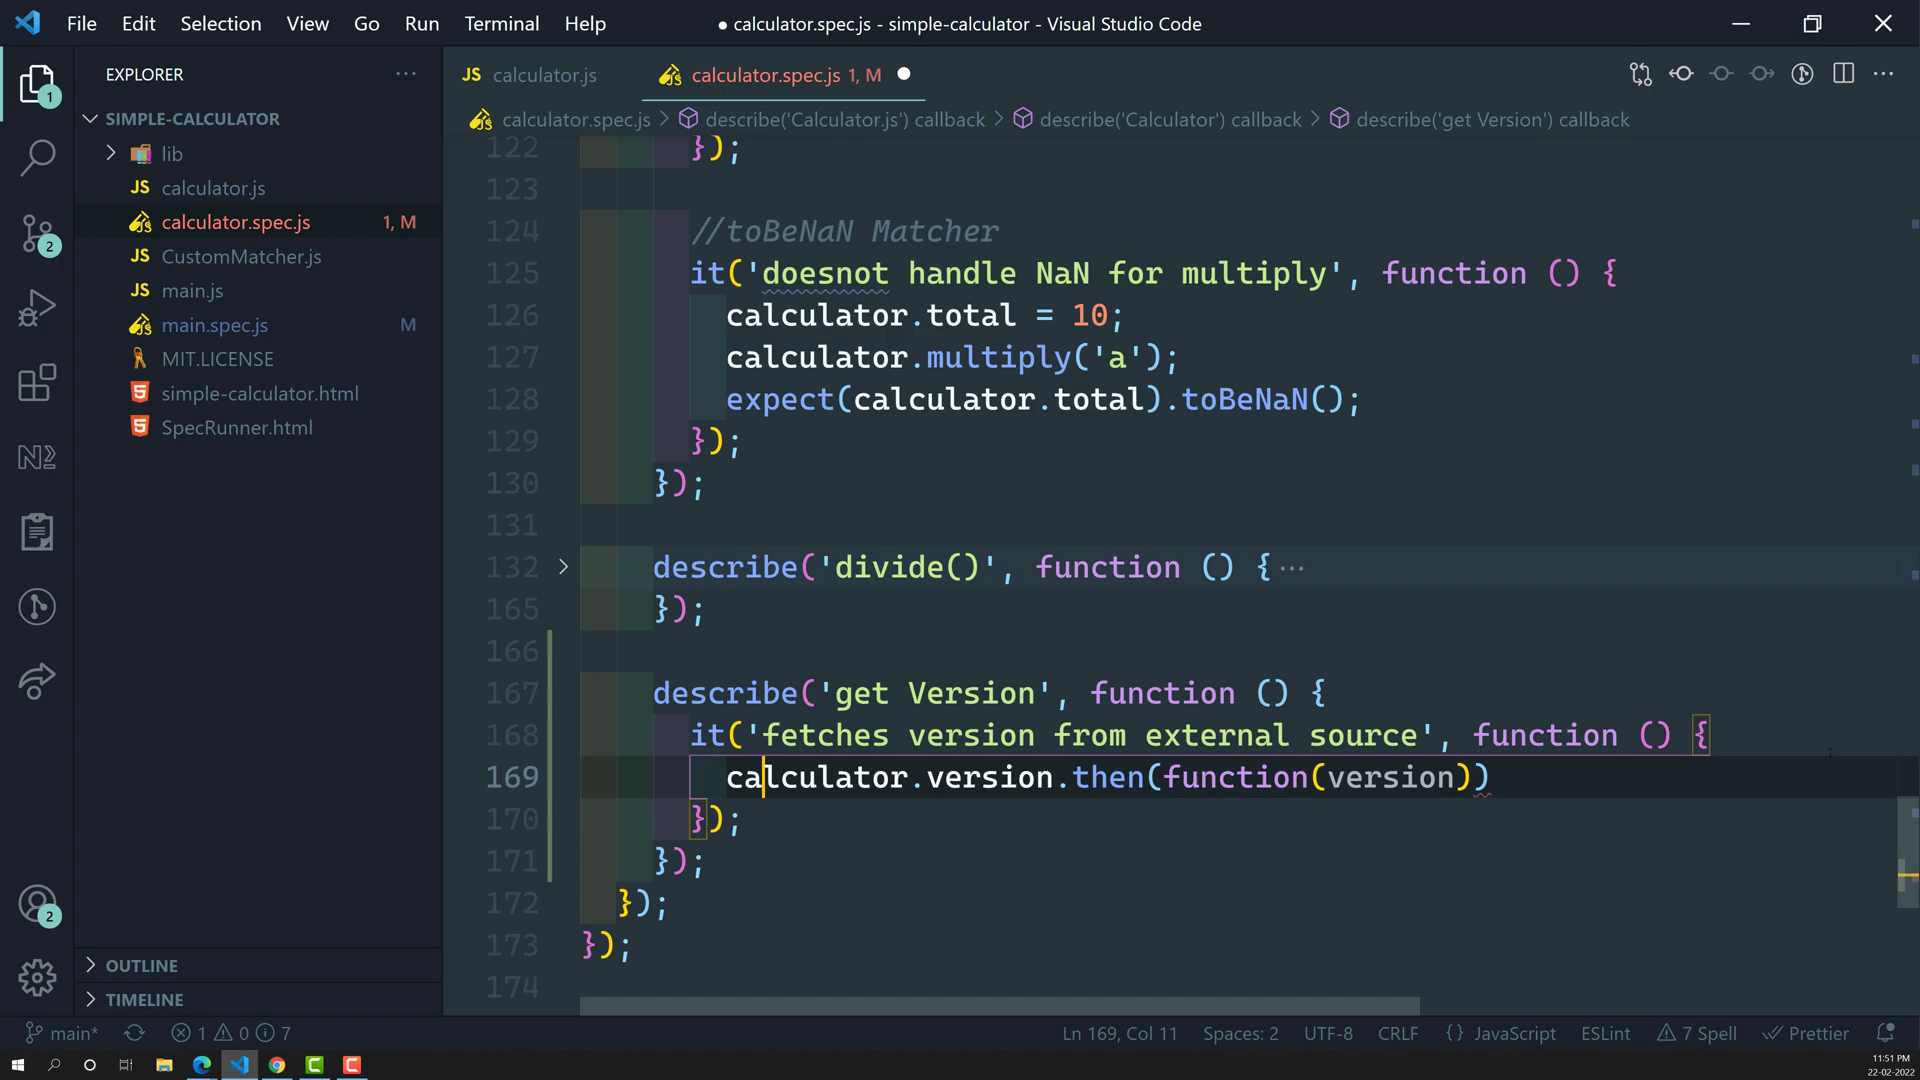 File Edit Selection View Go Run Terminal Help
● calculator.spec.js - simple-calculator - Visual Studio Code
EXPLORER
SIMPLE-CALCULATOR
lib
JS calculator.js
calculator.spec.js 1, M
JS CustomMatcher.js
JS main.js
main.spec.js M
MIT.LICENSE
simple-calculator.html
SpecRunner.html
OUTLINE
TIMELINE
1
2
2
JS calculator.js
calculator.spec.js 1, M
calculator.spec.js > describe('Calculator.js') callback > describe('Calculator') callback > describe('get Version') callback
122 });
123
124 //toBeNaN Matcher
125 it('doesnot handle NaN for multiply', function () {
126 calculator.total = 10;
127 calculator.multiply('a');
128 expect(calculator.total).toBeNaN();
129 });
130 });
131
132 describe('divide()', function () {···
165 });
166
167 describe('get Version', function () {
168 it('fetches version from external source', function () {
169 calculator.version.then(function(version))
170 });
171 });
172 });
173 });
174
main* 1 0 7
Ln 169, Col 11 Spaces: 2 UTF-8 CRLF {} JavaScript ESLint 7 Spell Prettier
11:51 PM
22-02-2022